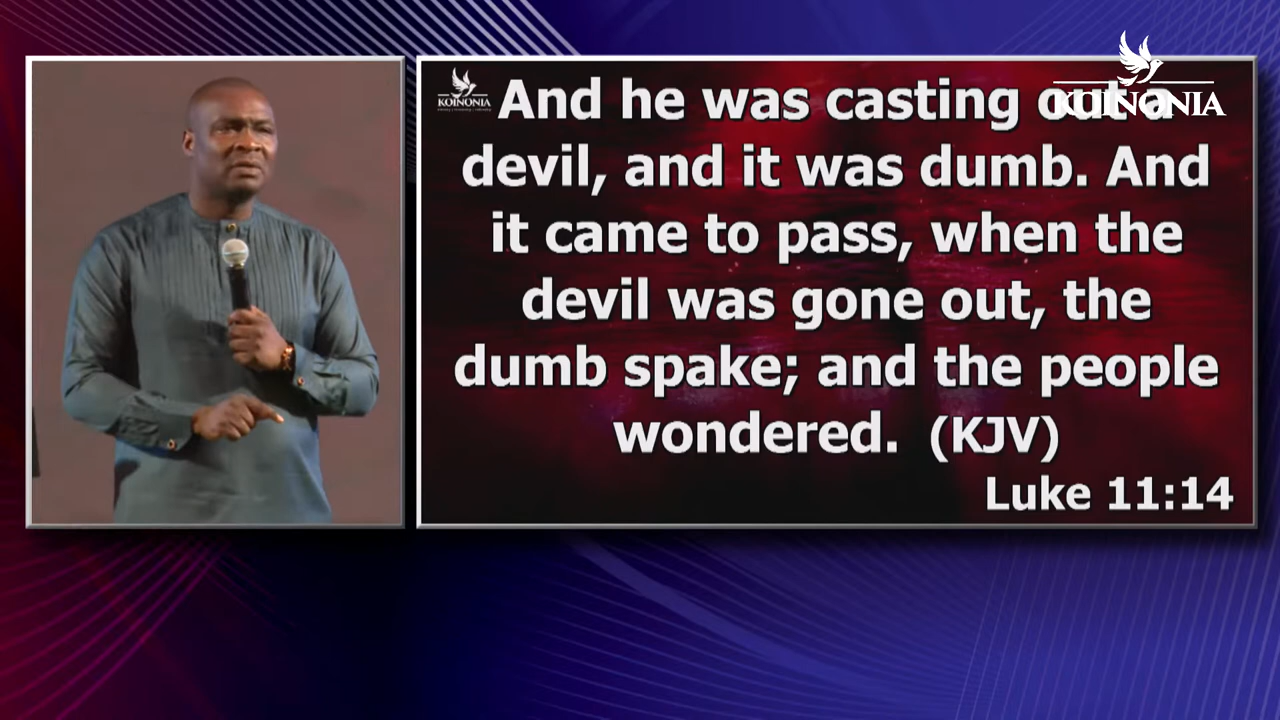 KOINONIA
KOINONIA
And he was casting out a
devil, and it was dumb. And
it came to pass, when the
devil was gone out, the
dumb spake; and the people
wondered. (KJV)
Luke 11:14